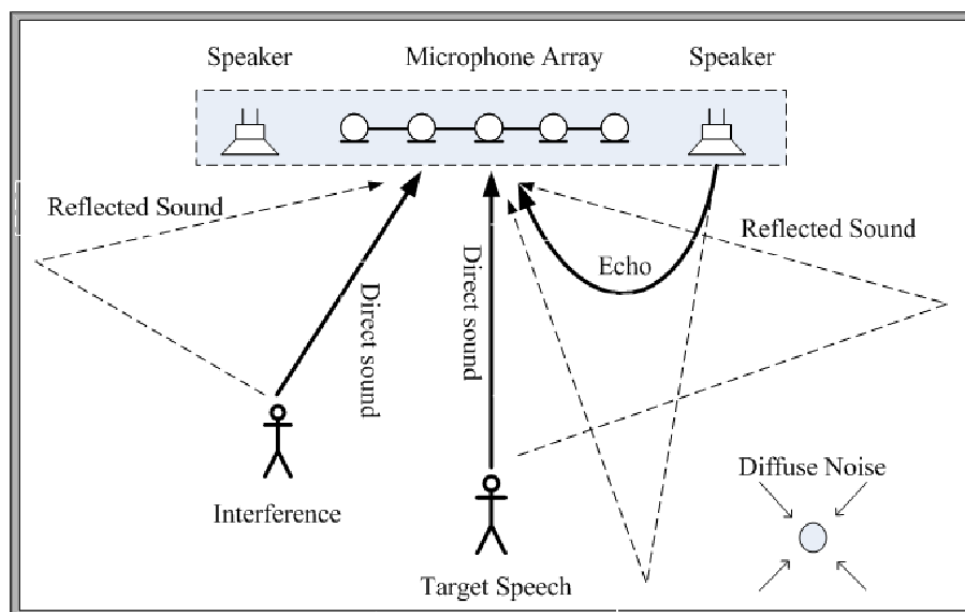 Speaker
Microphone Array
Speaker
Reflected Sound
Reflected Sound
Echo
Direct sound
Direct sound
Diffuse Noise
Interference
Target Speech